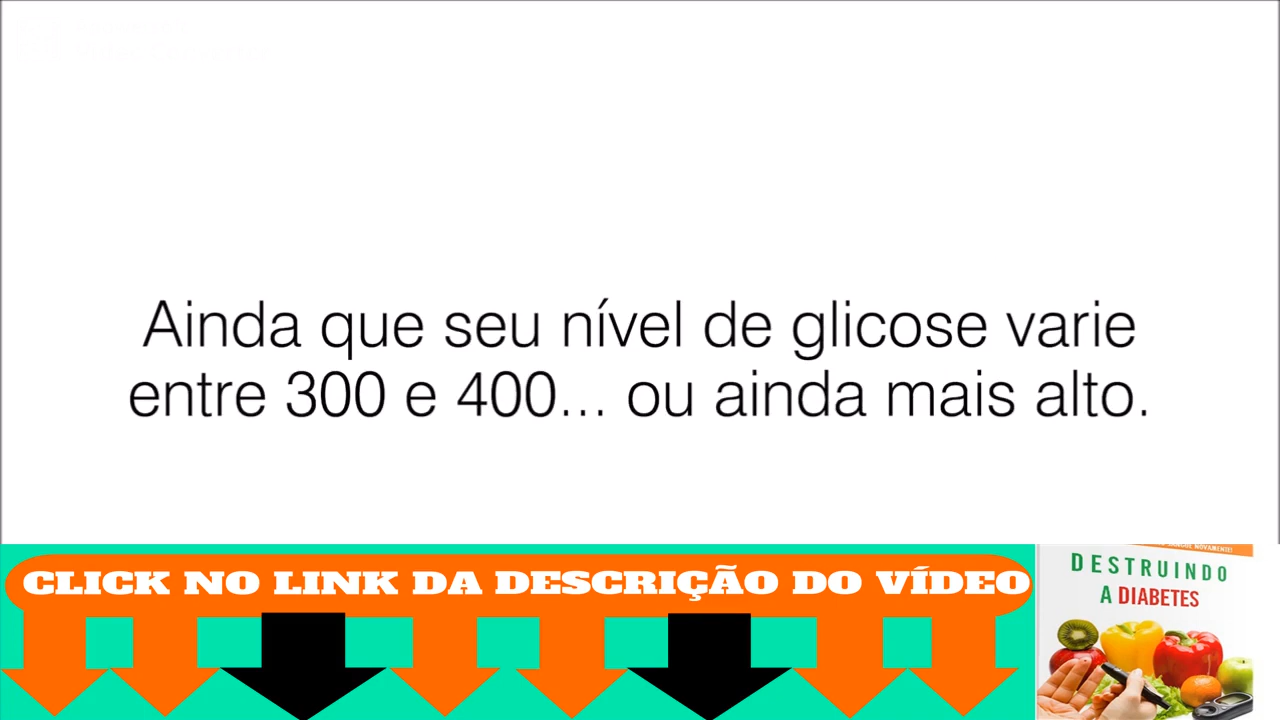 Ainda que seu nível de glicose varie
entre 300 e 400... ou ainda mais alto.
CLICK NO LINK DA DESCRIÇÃO DO VÍDEO
NOVAMENTE!
DESTRUINDO
A DIABETES